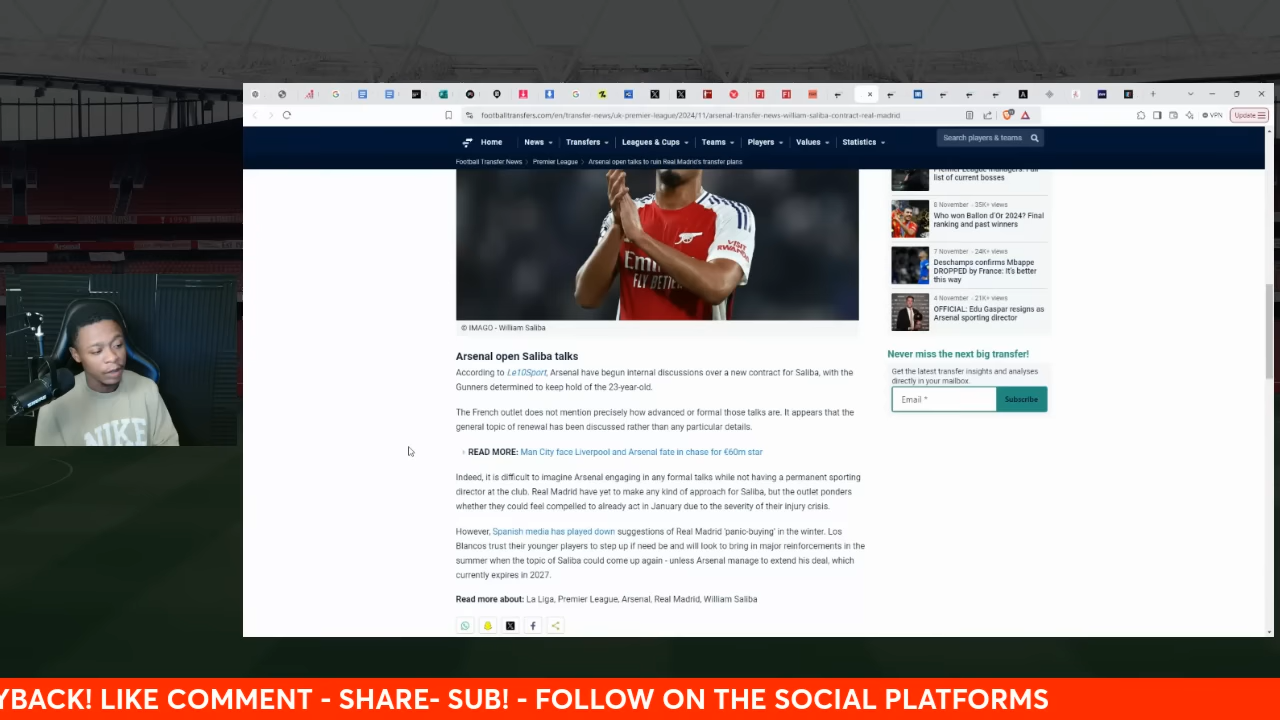 Update
footballtransfers.com/en/transfer-news/uk-premier-league/2024/11/arsenal-transfer-news-william-saliba-contract-real-madrid
VPN
Home News Transfers Leagues & Cups Teams Players Values Statistics
Search players & teams
Football Transfer News > Premier League > Arsenal open talks to ruin Real Madrid's transfer plans
Premier League managers: Full
list of current bosses
8 November · 35K+ views
Who won Ballon d'Or 2024? Final
ranking and past winners
7 November · 24K+ views
Deschamps confirms Mbappe
DROPPED by France: It's better
this way
4 November · 21K+ views
OFFICIAL: Edu Gaspar resigns as
Arsenal sporting director
VISIT
RWANDA
Emi
FLY BETTER
© IMAGO - William Saliba
Arsenal open Saliba talks
According to Le10Sport, Arsenal have begun internal discussions over a new contract for Saliba, with the
Gunners determined to keep hold of the 23-year-old.
The French outlet does not mention precisely how advanced or formal those talks are. It appears that the
general topic of renewal has been discussed rather than any particular details.
› READ MORE: Man City face Liverpool and Arsenal fate in chase for €60m star
Indeed, it is difficult to imagine Arsenal engaging in any formal talks while not having a permanent sporting
director at the club. Real Madrid have yet to make any kind of approach for Saliba, but the outlet ponders
whether they could feel compelled to already act in January due to the severity of their injury crisis.
However, Spanish media has played down suggestions of Real Madrid 'panic-buying' in the winter. Los
Blancos trust their younger players to step up if need be and will look to bring in major reinforcements in the
summer when the topic of Saliba could come up again - unless Arsenal manage to extend his deal, which
currently expires in 2027.
Read more about: La Liga, Premier League, Arsenal, Real Madrid, William Saliba
Never miss the next big transfer!
Get the latest transfer insights and analyses
directly in your mailbox.
Email *
Subscribe
NIKE
YBACK! LIKE COMMENT - SHARE- SUB! - FOLLOW ON THE SOCIAL PLATFORMS